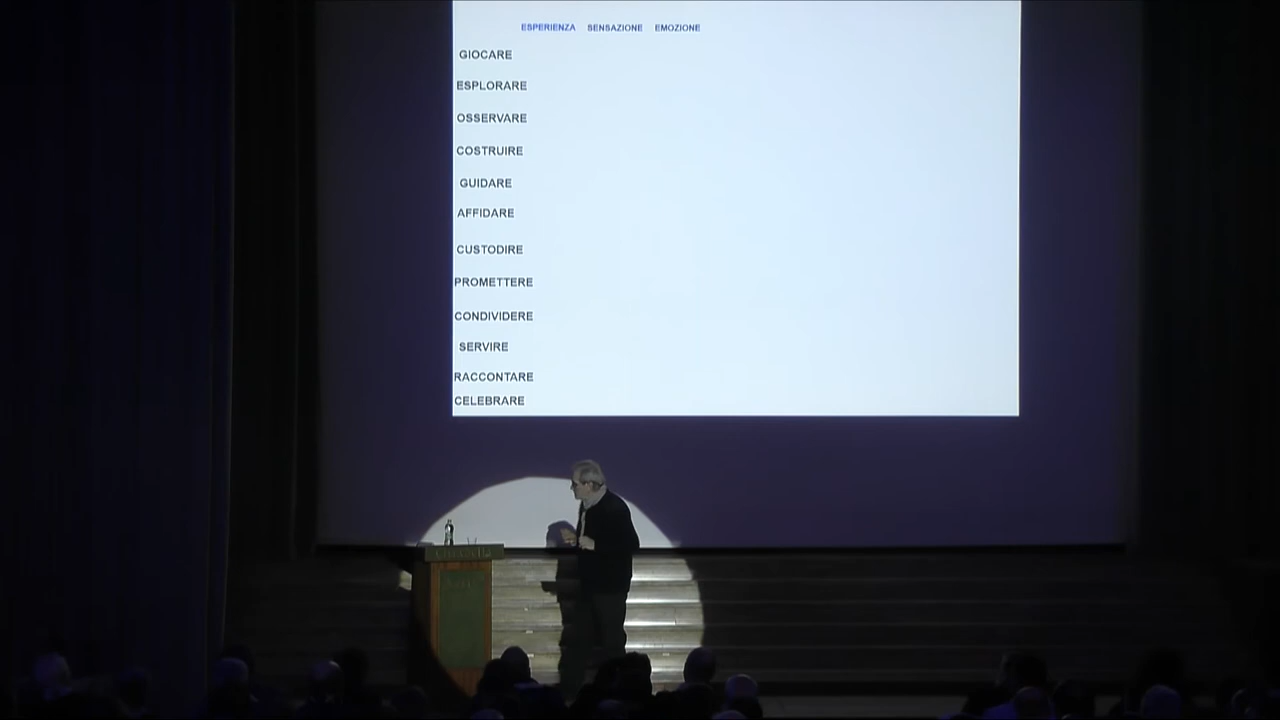 ESPERIENZA SENSAZIONE EMOZIONE
GIOCARE
ESPLORARE
OSSERVARE
COSTRUIRE
GUIDARE
AFFIDARE
CUSTODIRE
PROMETTERE
CONDIVIDERE
SERVIRE
RACCONTARE
CELEBRARE